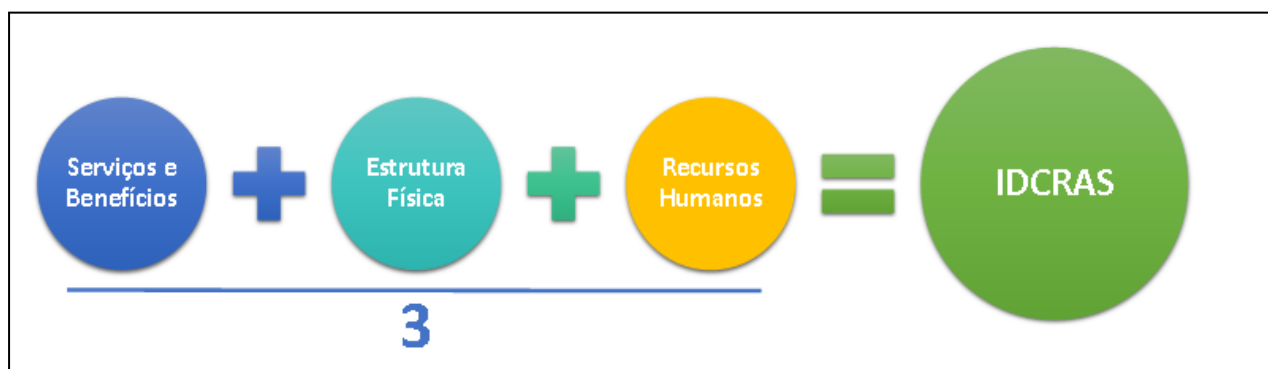 Serviços e
Benefícios
Estrutura
Física
Recursos
Humanos
IDCRAS
3